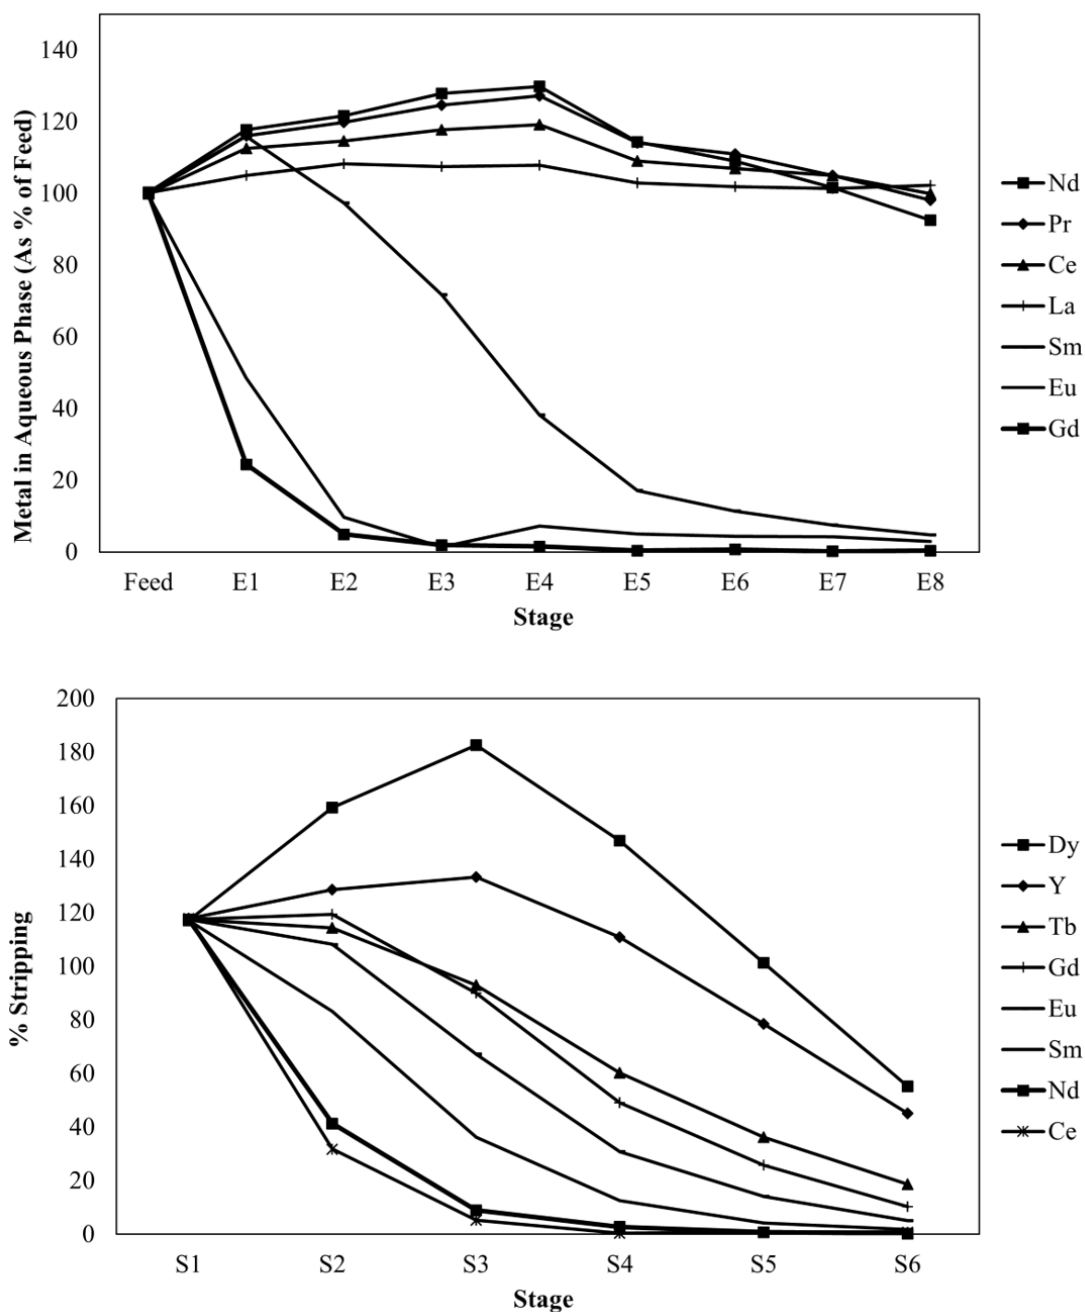 Metal in Aqueous Phase (As % of Feed)
140
120
100
80
60
40
20
0
Feed E1 E2 E3 E4 E5 E6 E7 E8
Stage
Nd
Pr
Ce
La
Sm
Eu
Gd
% Stripping
200
180
160
140
120
100
80
60
40
20
0
S1 S2 S3 S4 S5 S6
Stage
Dy
Y
Tb
Gd
Eu
Sm
Nd
Ce